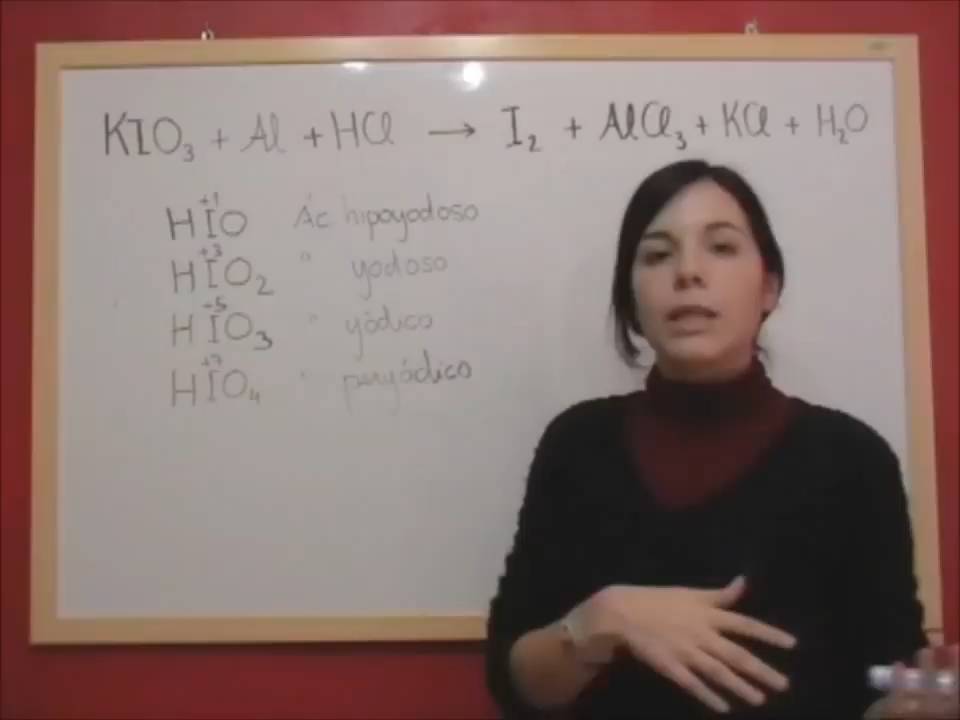 KIO₃ + Al + HCl → I₂ + AlCl₃ + KCl + H₂O
+1
HIO Ác hipoyodoso
+3
HIO₂ " yodoso
+5
HIO₃ " yódico
+7
HIO₄ " peryódico